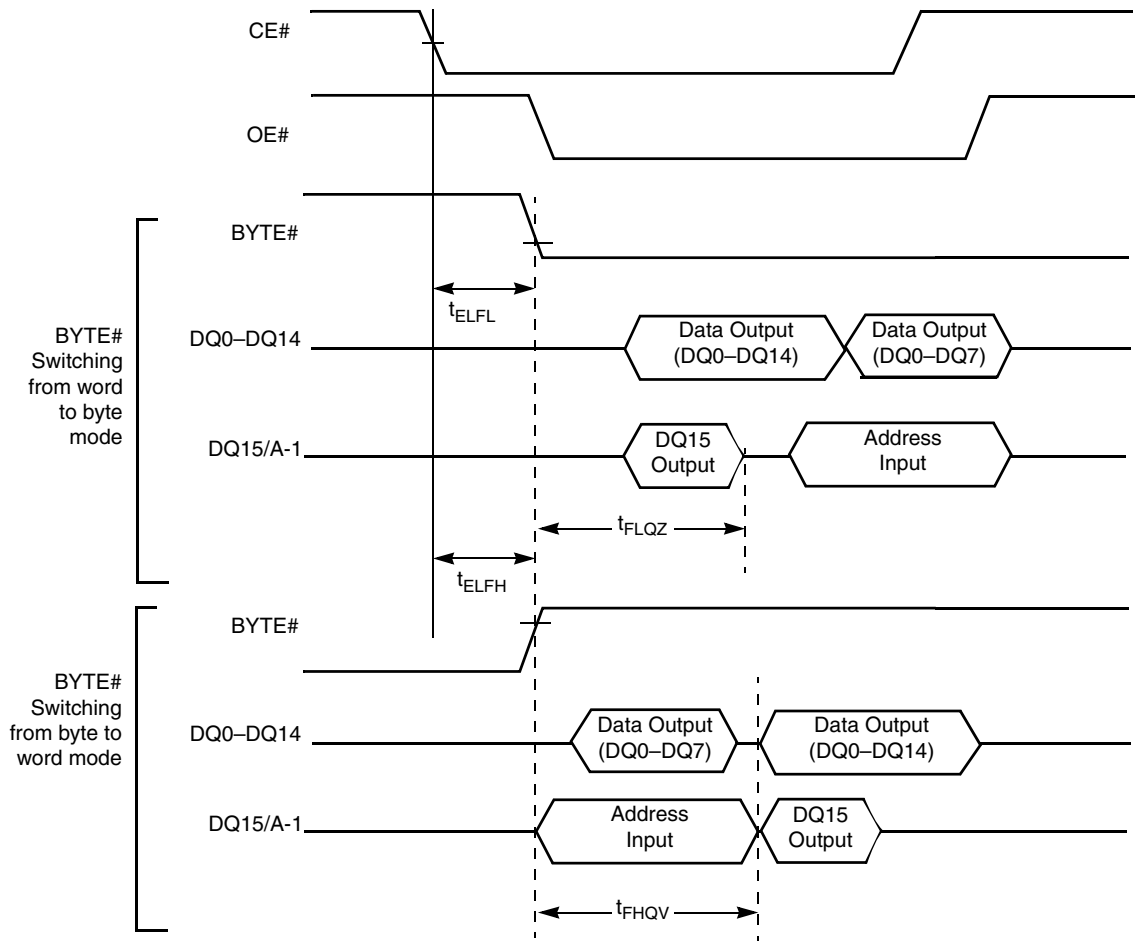 CE#
OE#
BYTE#
tELFL
BYTE#
Switching
from word
to byte
mode
DQ0–DQ14
Data Output
(DQ0–DQ14)
Data Output
(DQ0–DQ7)
DQ15/A-1
DQ15
Output
Address
Input
tFLQZ
tELFH
BYTE#
BYTE#
Switching
from byte to
word mode
DQ0–DQ14
Data Output
(DQ0–DQ7)
Data Output
(DQ0–DQ14)
DQ15/A-1
Address
Input
DQ15
Output
tFHQV